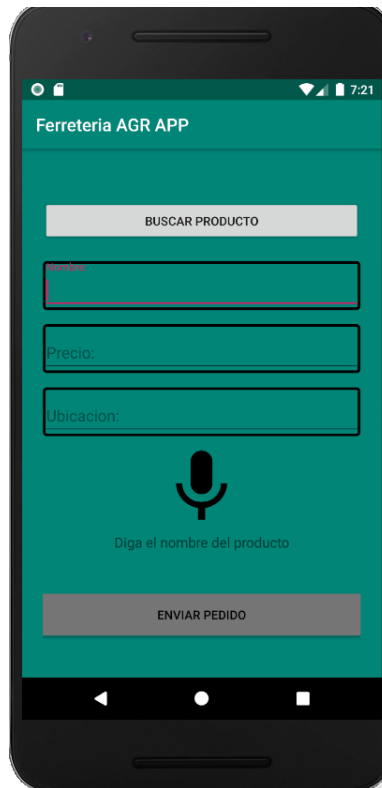 7:21
Ferreteria AGR APP
BUSCAR PRODUCTO
Nombre
Precio:
Ubicacion:
Diga el nombre del producto
ENVIAR PEDIDO